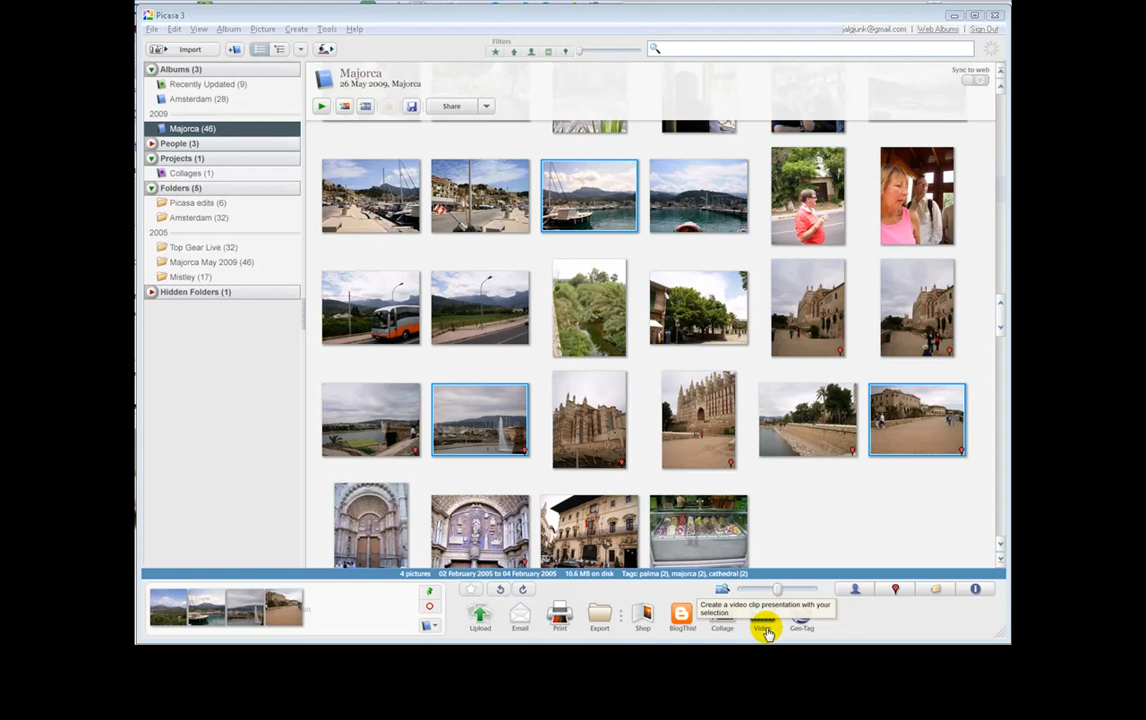 Picasa 3
File Edit View Album Picture Create Tools Help
jalgjunk@gmail.com | Web Albums | Sign Out
Import
Filters
Albums (3)
Recently Updated (9)
Amsterdam (28)
2009
Majorca (46)
People (3)
Projects (1)
Collages (1)
Folders (5)
Picasa edits (6)
Amsterdam (32)
2005
Top Gear Live (32)
Majorca May 2009 (46)
Mistley (17)
Hidden Folders (1)
Majorca
26 May 2009, Majorca
Sync to web
Share
4 pictures 02 February 2005 to 04 February 2005 10.6 MB on disk Tags: palma (2), majorca (2), cathedral (2)
Create a video clip presentation with your
selection
Upload Email Print Export Shop BlogThis! Collage Video Geo-Tag